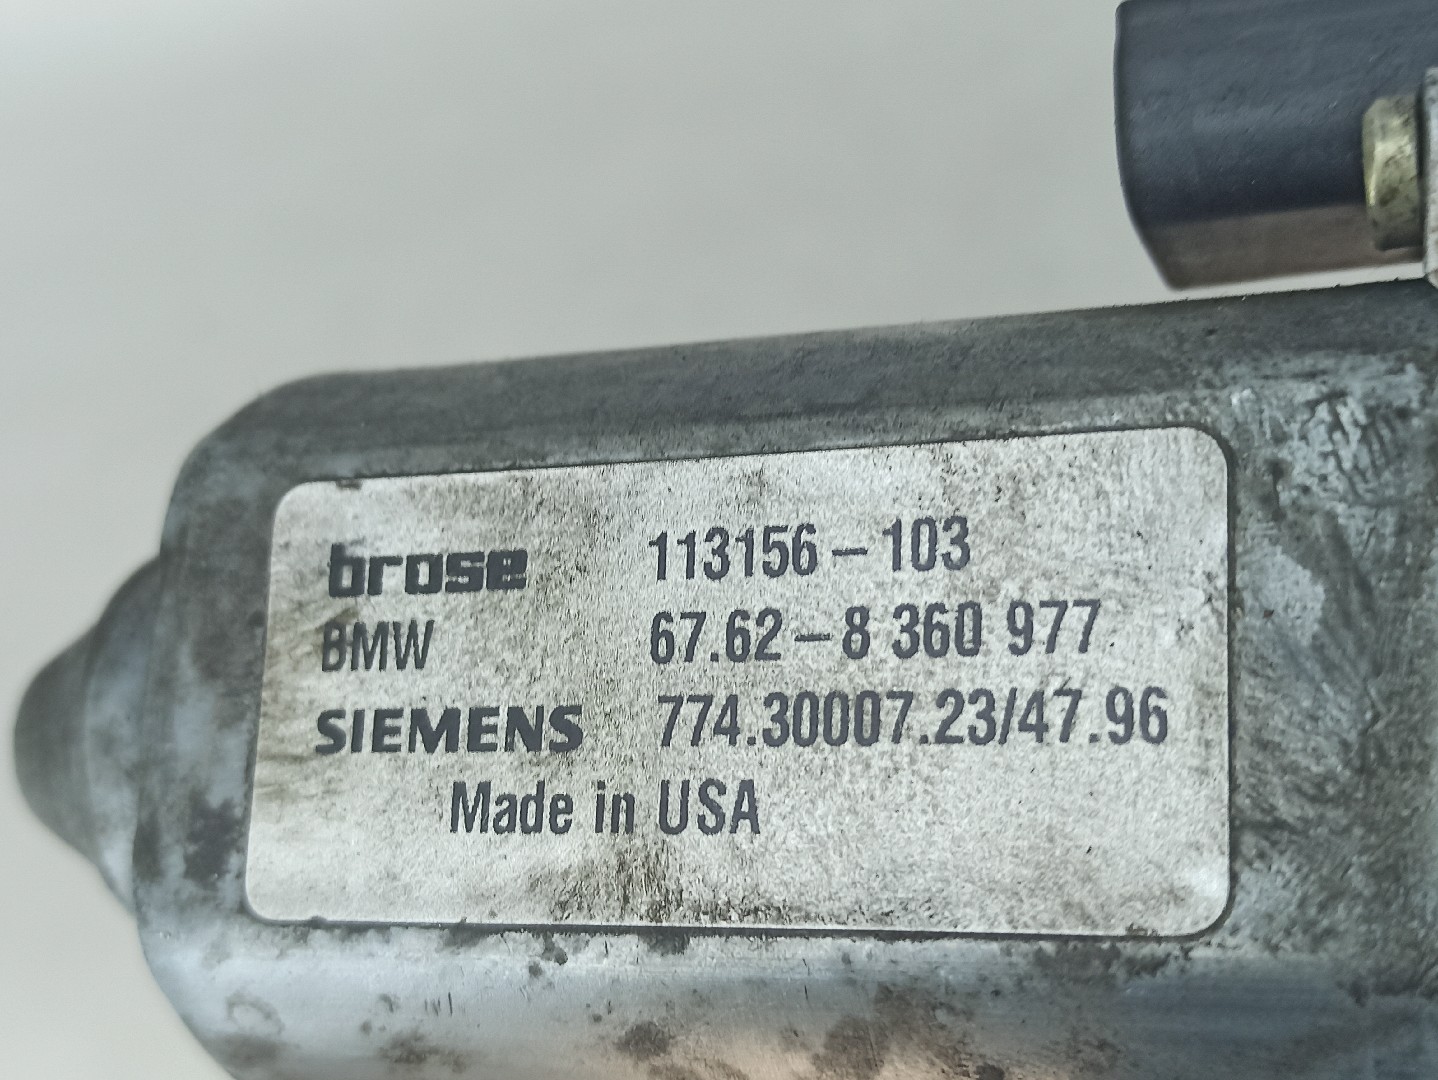 brose 113156-103
BMW 67.62-8 360 977
SIEMENS 774.30007.23/47.96
Made in USA